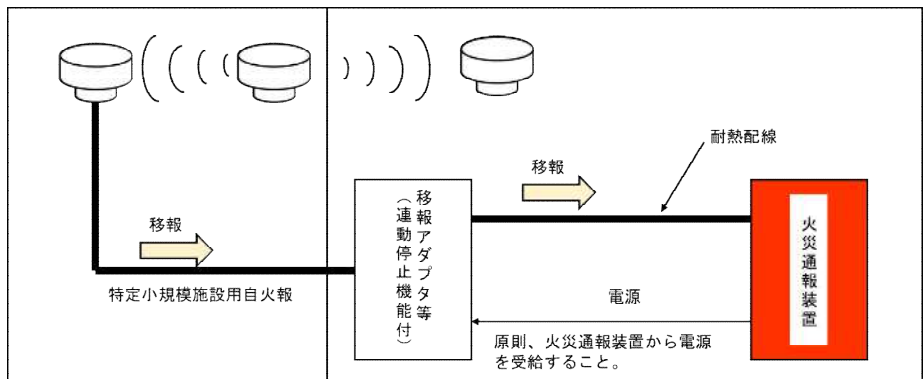 耐熱配線
移報
移報
特定小規模施設用自火報
移報アダプタ等
（連動停止機能付）
電源
原則、火災通報装置から電源
を受給すること。
火災通報装置